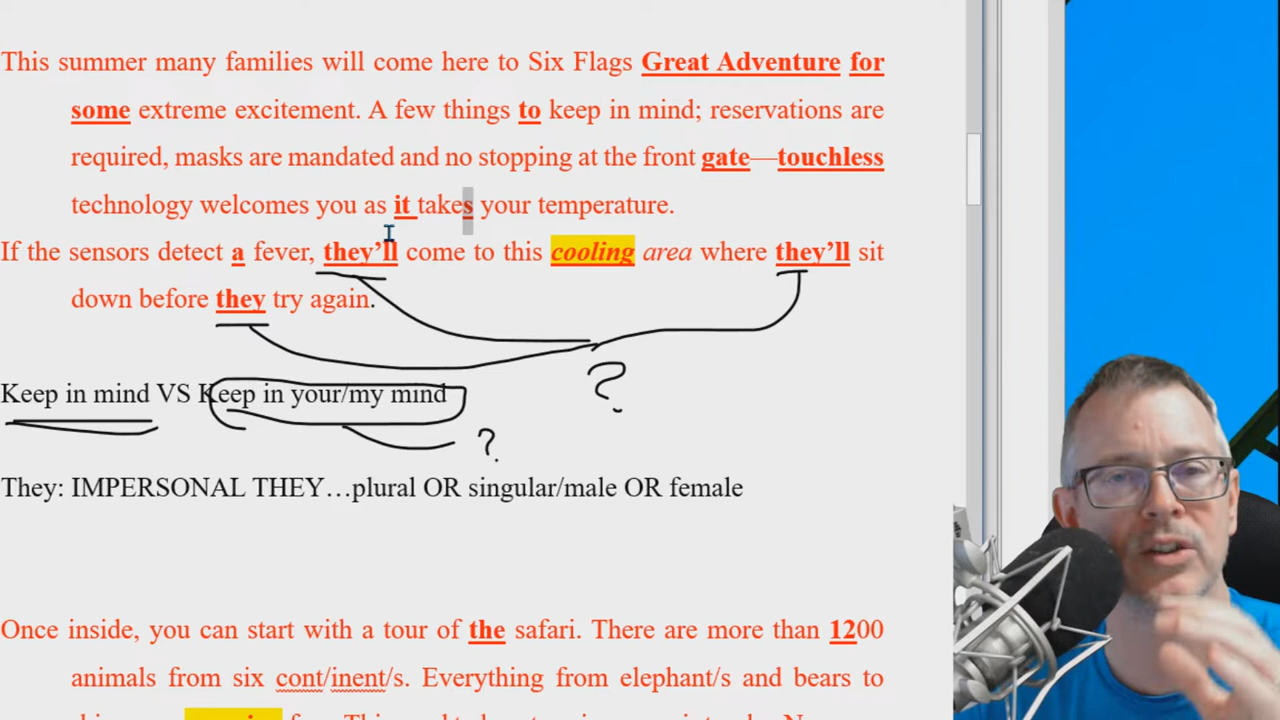 This summer many families will come here to Six Flags Great Adventure for
some extreme excitement. A few things to keep in mind; reservations are
required, masks are mandated and no stopping at the front gate—touchless
technology welcomes you as it takes your temperature.
If the sensors detect a fever, they’ll come to this cooling area where they’ll sit
down before they try again.
?
Keep in mind VS Keep in your/my mind
?
They: IMPERSONAL THEY…plural OR singular/male OR female
Once inside, you can start with a tour of the safari. There are more than 1200
animals from six cont/inent/s. Everything from elephant/s and bears to